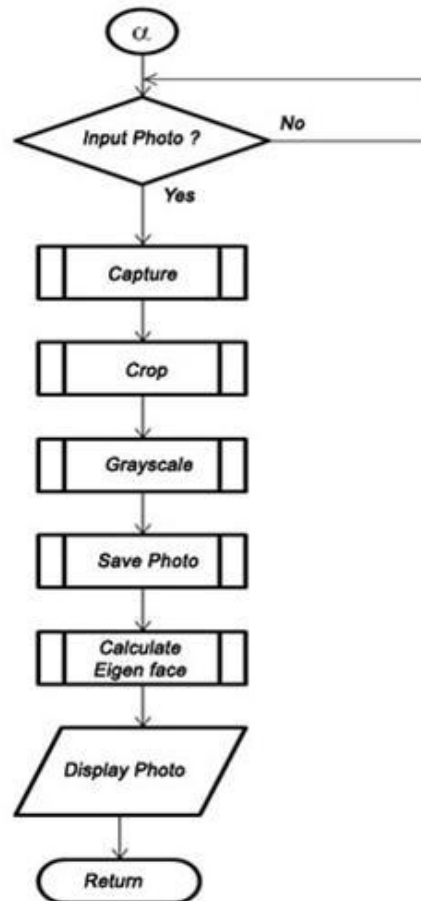 α
Input Photo ?
No
Yes
Capture
Crop
Grayscale
Save Photo
Calculate
Eigen face
Display Photo
Return